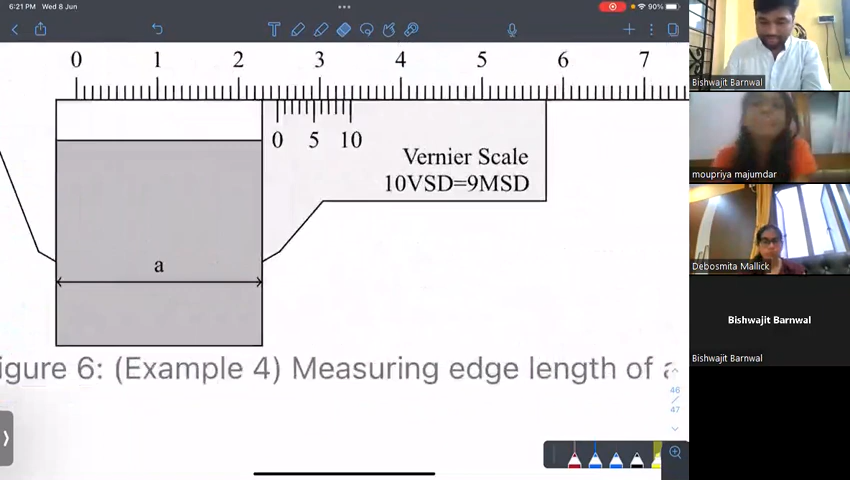 6:21 PM Wed 8 Jun
90%
0 1 2 3 4 5 6 7
0 5 10
Vernier Scale
10VSD=9MSD
a
igure 6: (Example 4) Measuring edge length of a
46
/
47
Bishwajit Barnwal
moupriya majumdar
Debosmita Mallick
Bishwajit Barnwal
Bishwajit Barnwal